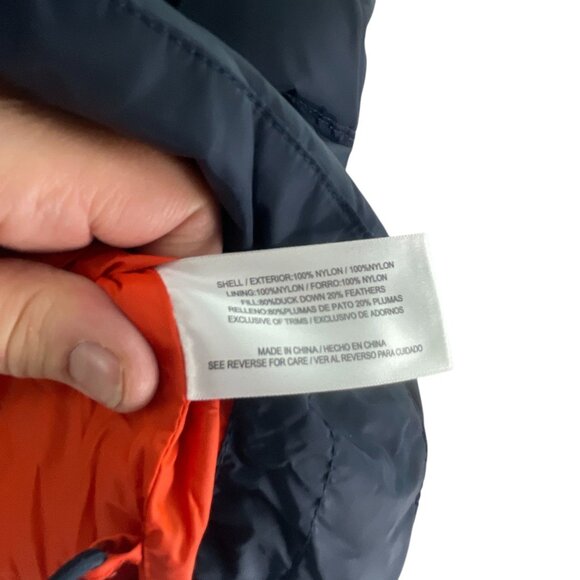 SHELL / EXTERIOR:100% NYLON / 100%NYLON
LINING:100%NYLON / FORRO:100% NYLON
FILL:80%DUCK DOWN 20% FEATHERS
RELLENO:80%PLUMAS DE PATO 20% PLUMAS
EXCLUSIVE OF TRIMS / EXCLUSIVO DE ADORNOS
MADE IN CHINA / HECHO EN CHINA
SEE REVERSE FOR CARE / VER AL REVERSO PARA CUIDADO